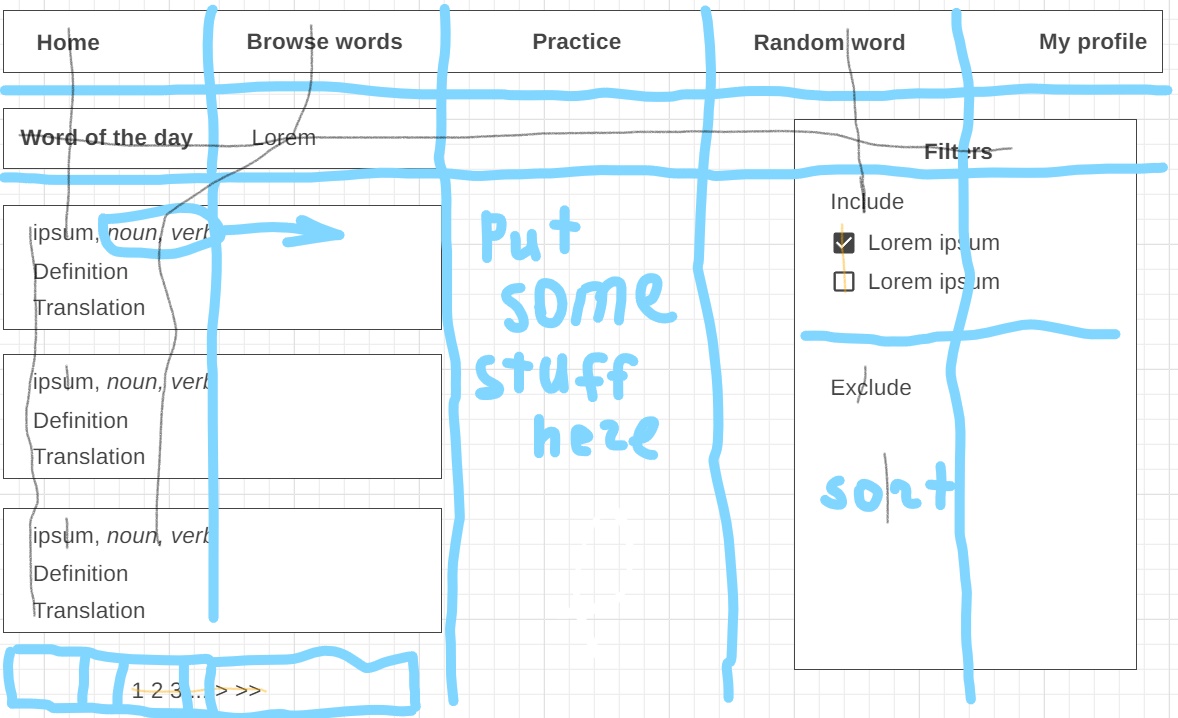 Home Browse words Practice Random word My profile
Word of the day Lorem
Filters
ipsum, noun, verb
Definition
Translation
ipsum, noun, verb
Definition
Translation
ipsum, noun, verb
Definition
Translation
1 2 3 ... > >>
Put
some
stuff
here
Include
Lorem ipsum
Lorem ipsum
Exclude
sort